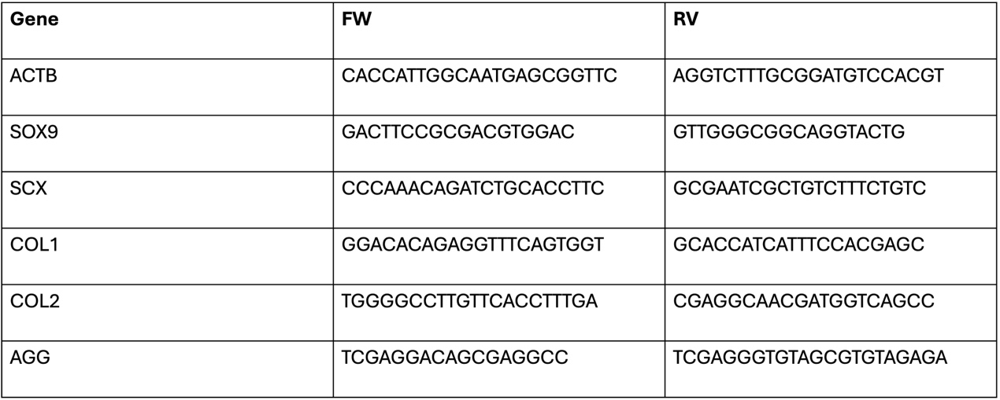 Gene FW RV
ACTB CACCATTGGCAATGAGCGGTTC AGGTCTTTGCGGATGTCCACGT
SOX9 GACTTCCGCGACGTGGAC GTTGGGCGGCAGGTACTG
SCX CCCAAACAGATCTGCACCTTC GCGAATCGCTGTCTTTCTGTC
COL1 GGACACAGAGGTTTCAGTGGT GCACCATCATTTCCACGAGC
COL2 TGGGGCCTTGTTCACCTTTGA CGAGGCAACGATGGTCAGCC
AGG TCGAGGACAGCGAGGCC TCGAGGGTGTAGCGTGTAGAGA